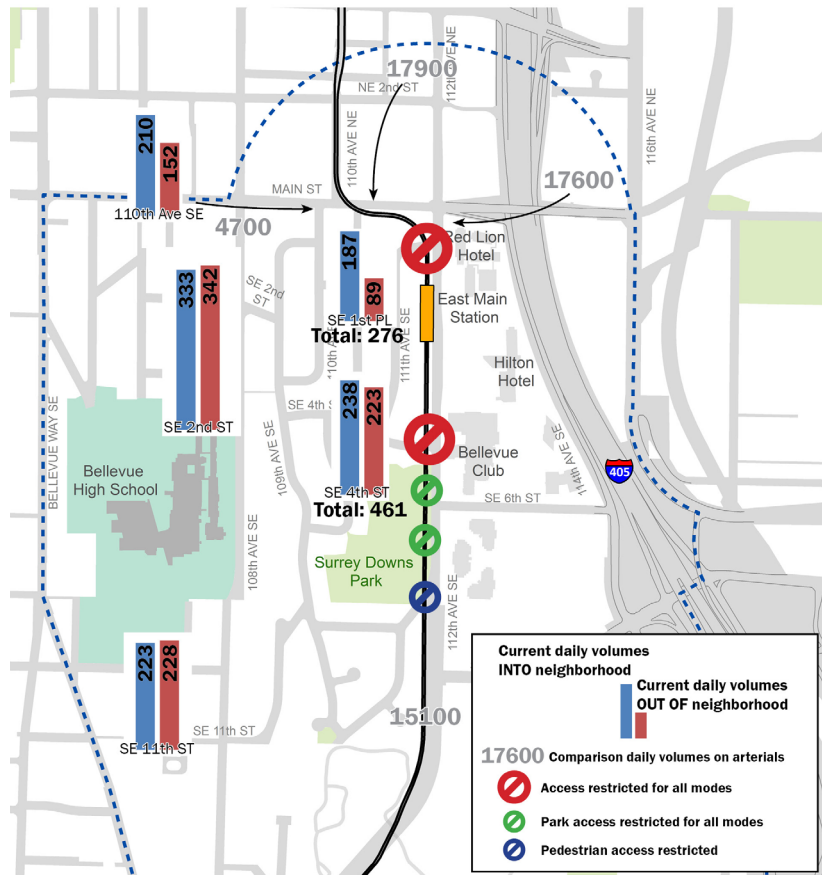 17900
NE 2nd ST
112th AVE NE
110th AVE NE
116th AVE NE
210
152
110th Ave SE
MAIN ST
17600
4700
187
89
SE 1st PL
Total: 276
Red Lion
Hotel
East Main
Station
333
342
SE 2nd ST
SE 2nd
ST
111th AVE SE
Hilton
Hotel
238
223
SE 4th ST
Total: 461
SE 4th
Bellevue
Club
114th AVE SE
405
BELLEVUE WAY SE
Bellevue
High School
109th AVE SE
108th AVE SE
SE 6th ST
Surrey Downs
Park
112th AVE SE
223
228
SE 11th ST
SE 11th ST
15100
Current daily volumes
INTO neighborhood
Current daily volumes
OUT OF neighborhood
17600 Comparison daily volumes on arterials
Access restricted for all modes
Park access restricted for all modes
Pedestrian access restricted